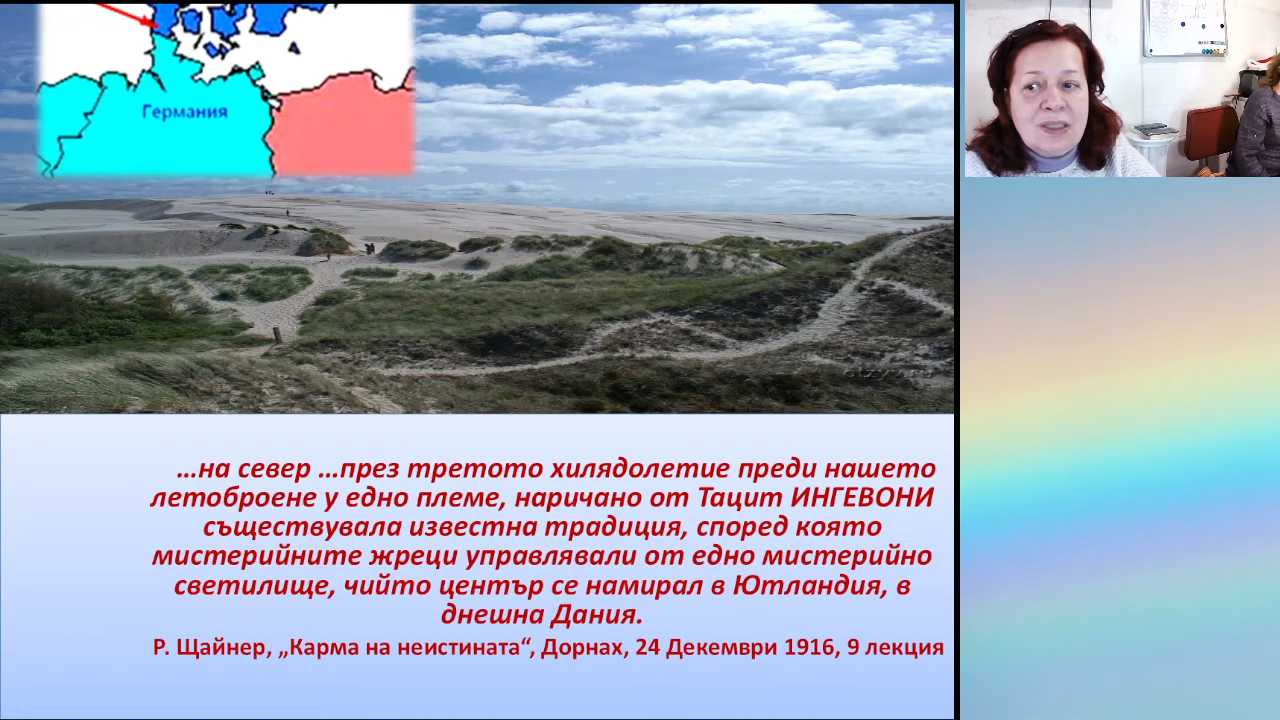 Германия
otzyv.ru
…на север …през третото хилядолетие преди нашето
летоброене у едно племе, наричано от Тацит ИНГЕВОНИ
съществувала известна традиция, според която
мистерийните жреци управлявали от едно мистерийно
светилище, чийто център се намирал в Ютландия, в
днешна Дания.
Р. Щайнер, „Карма на неистината“, Дорнах, 24 Декември 1916, 9 лекция